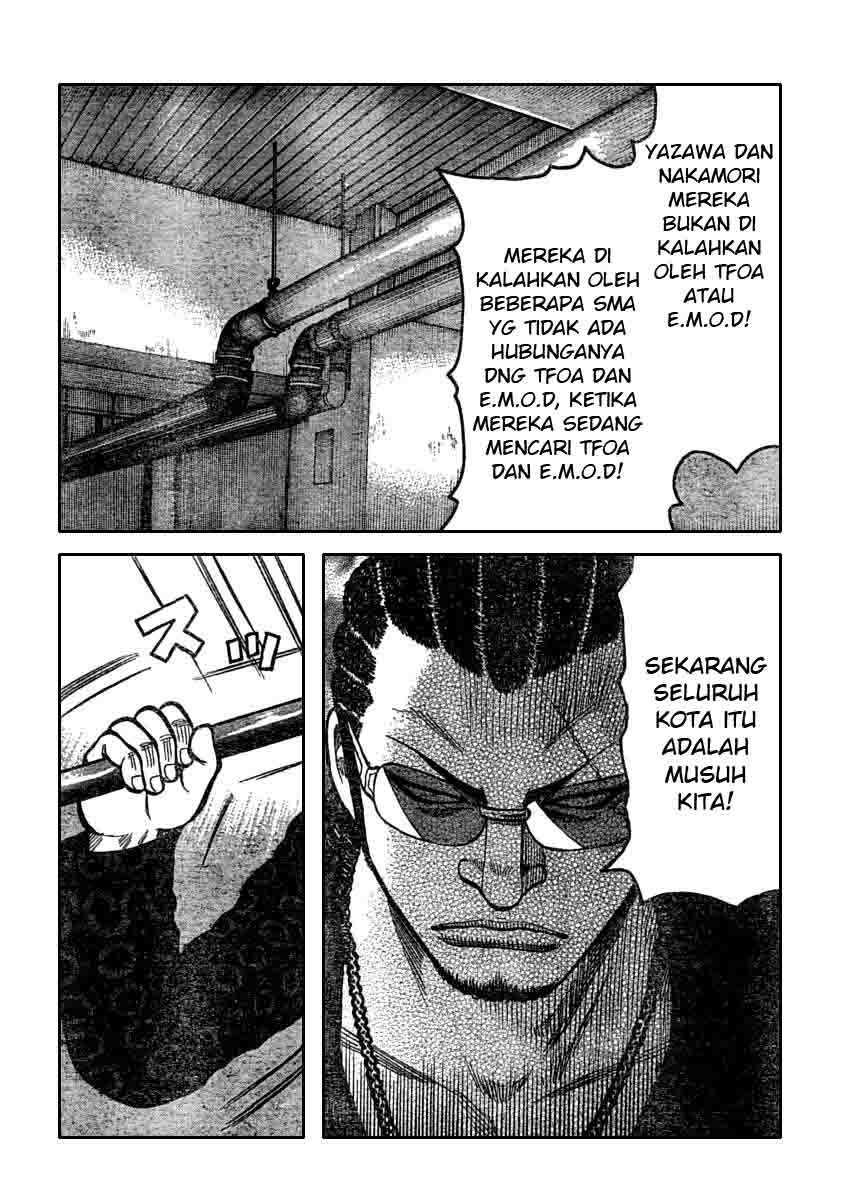 YAZAWA DAN
NAKAMORI
MEREKA
BUKAN DI
KALAHKAN
OLEH TFOA
ATAU
E.M.O.D!
MEREKA DI
KALAHKAN OLEH
BEBERAPA SMA
YG TIDAK ADA
HUBUNGANYA
DNG TFOA DAN
E.M.O.D, KETIKA
MEREKA SEDANG
MENCARI TFOA
DAN E.M.O.D!
SEKARANG
SELURUH
KOTA ITU
ADALAH
MUSUH
KITA!
スッ